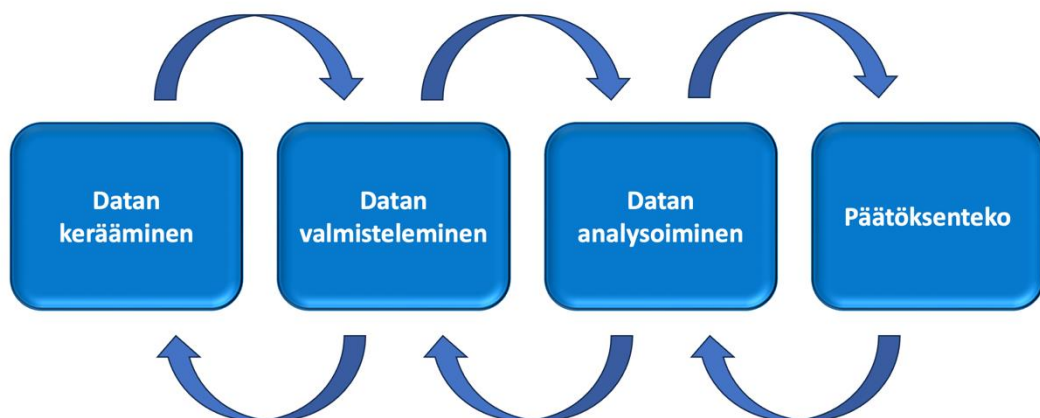 Datan
kerääminen
Datan
valmisteleminen
Datan
analysoiminen
Päätöksenteko